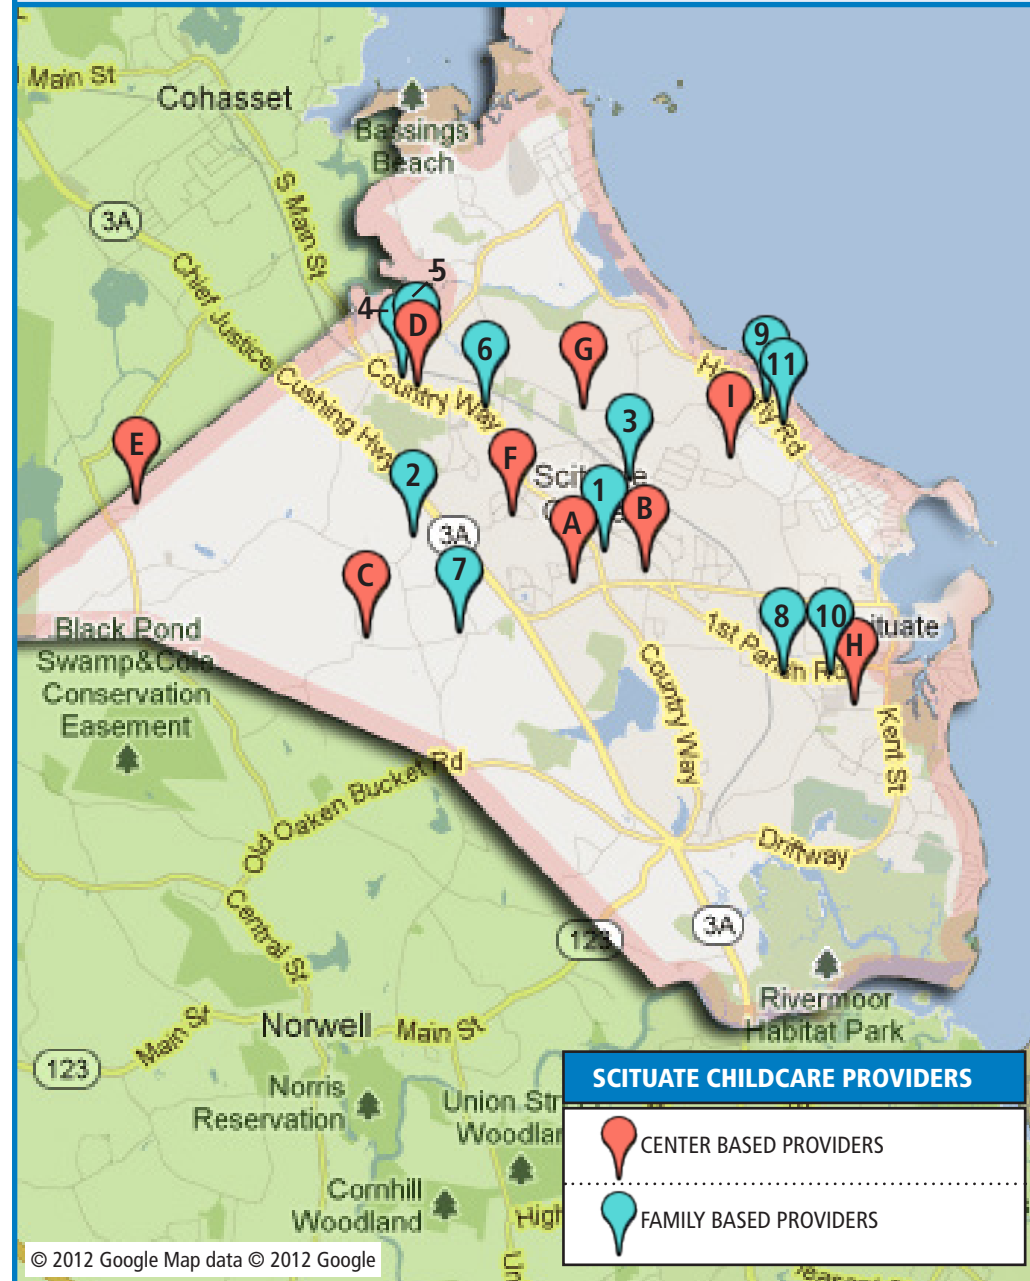 Main St
Cohasset
Bassings
Beach
3A
S Main St
5
4
D
6
G
9
11
Chief Justice Cushing Hwy
Country Way
I
3
E
2
F
1
B
A
3A
C
7
Black Pond
Swamp&
Conservation
Easement
8
10
H
1st Parish Rd
Country Way
Kent St
Old Oaken Bucket Rd
Driftway
Central St
3A
123
Rivermoor
Habitat Park
Norwell
Main St
Main St
123
Norris
Reservation
Union
Woodland
Cornhill
Woodland
SCITUATE CHILDCARE PROVIDERS
CENTER BASED PROVIDERS
FAMILY BASED PROVIDERS
© 2012 Google Map data © 2012 Google